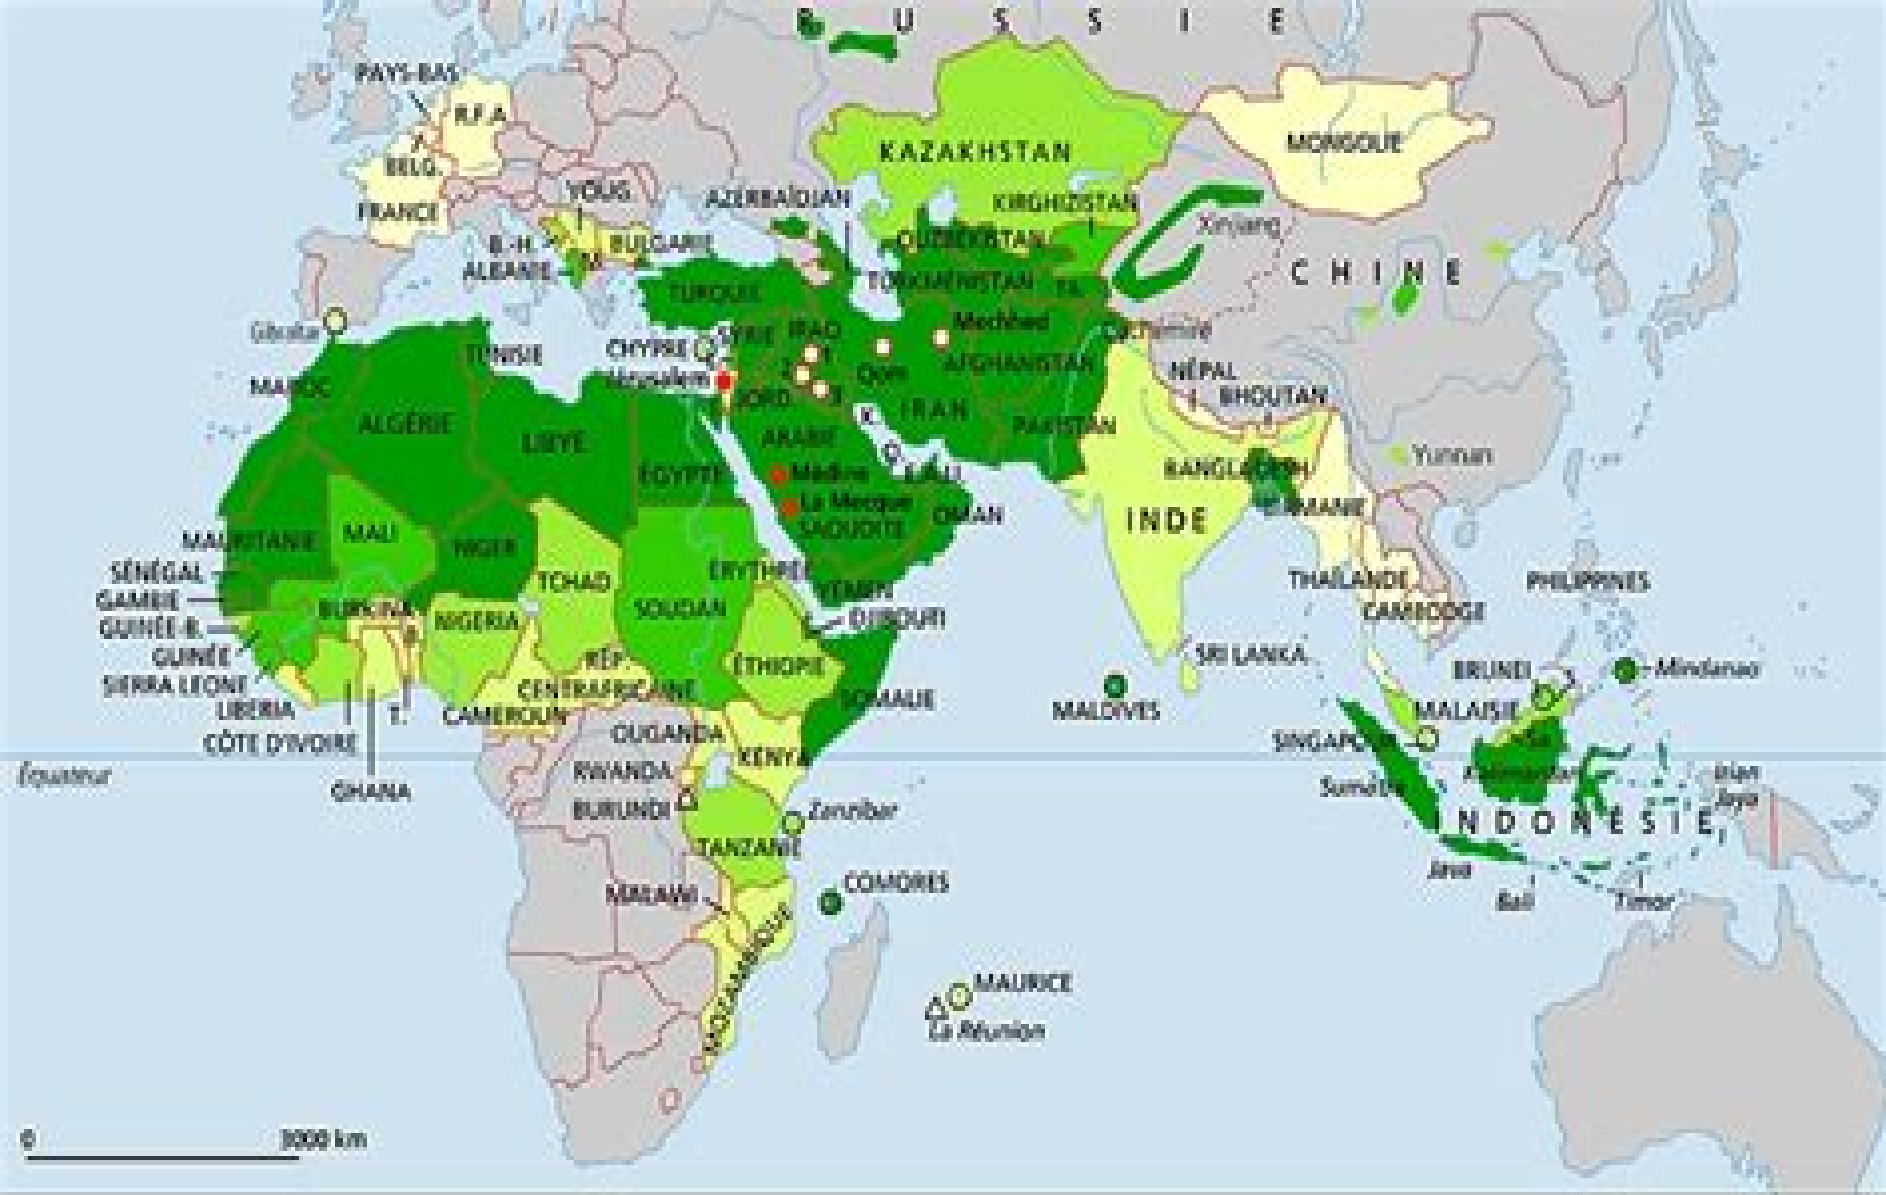 R U S S I E
PAYS-BAS
R.F.A
BELG.
FRANCE
YOUG.
B.-H.
BULGARIE
ALBANIE
M.
KAZAKHSTAN
MONGOLIE
AZERBAÏDJAN
KIRGHIZISTAN
OUZBEKISTAN
TURKMÉNISTAN
Xinjiang
C H I N E
TURQUIE
Gibraltar
CHYPRE
SYRIE
IRAQ
Mechhed
TUNISIE
Jérusalem
1
2
3
Qom
AFGHANISTAN
NÉPAL
BHOUTAN
MAROC
JORD.
K.
IRAN
ALGÉRIE
LIBYE
ARABIE
PAKISTAN
ÉGYPTE
Médine
E.A.U.
BANGLADESH
Yunnan
La Mecque
SAOUDITE
OMAN
INDE
BIRMANIE
MAURITANIE
MALI
NIGER
SÉNÉGAL
TCHAD
ÉRYTHRÉE
YÉMEN
THAÏLANDE
PHILIPPINES
GAMBIE
BURKINA
NIGERIA
SOUDAN
DJIBOUTI
CAMBODGE
GUINÉE-B.
B.
GUINÉE
RÉP.
ÉTHIOPIE
SRI LANKA
SIERRA LEONE
CENTRAFRICAINE
SOMALIE
BRUNEI
Mindanao
LIBERIA
T.
CAMEROUN
MALDIVES
MALAISIE
CÔTE D'IVOIRE
OUGANDA
SINGAPOUR
KENYA
Équateur
GHANA
RWANDA
Sumatra
Kalimantan
Irian
Jaya
BURUNDI
Zanzibar
I N D O N É S I E
TANZANIE
Java
MALAWI
COMORES
Bali
Timor
MOZAMBIQUE
MAURICE
La Réunion
0
3000 km